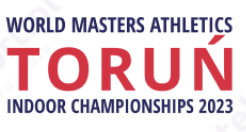 WORLD MASTERS ATHLETICS
TORUŃ
INDOOR CHAMPIONSHIPS 2023